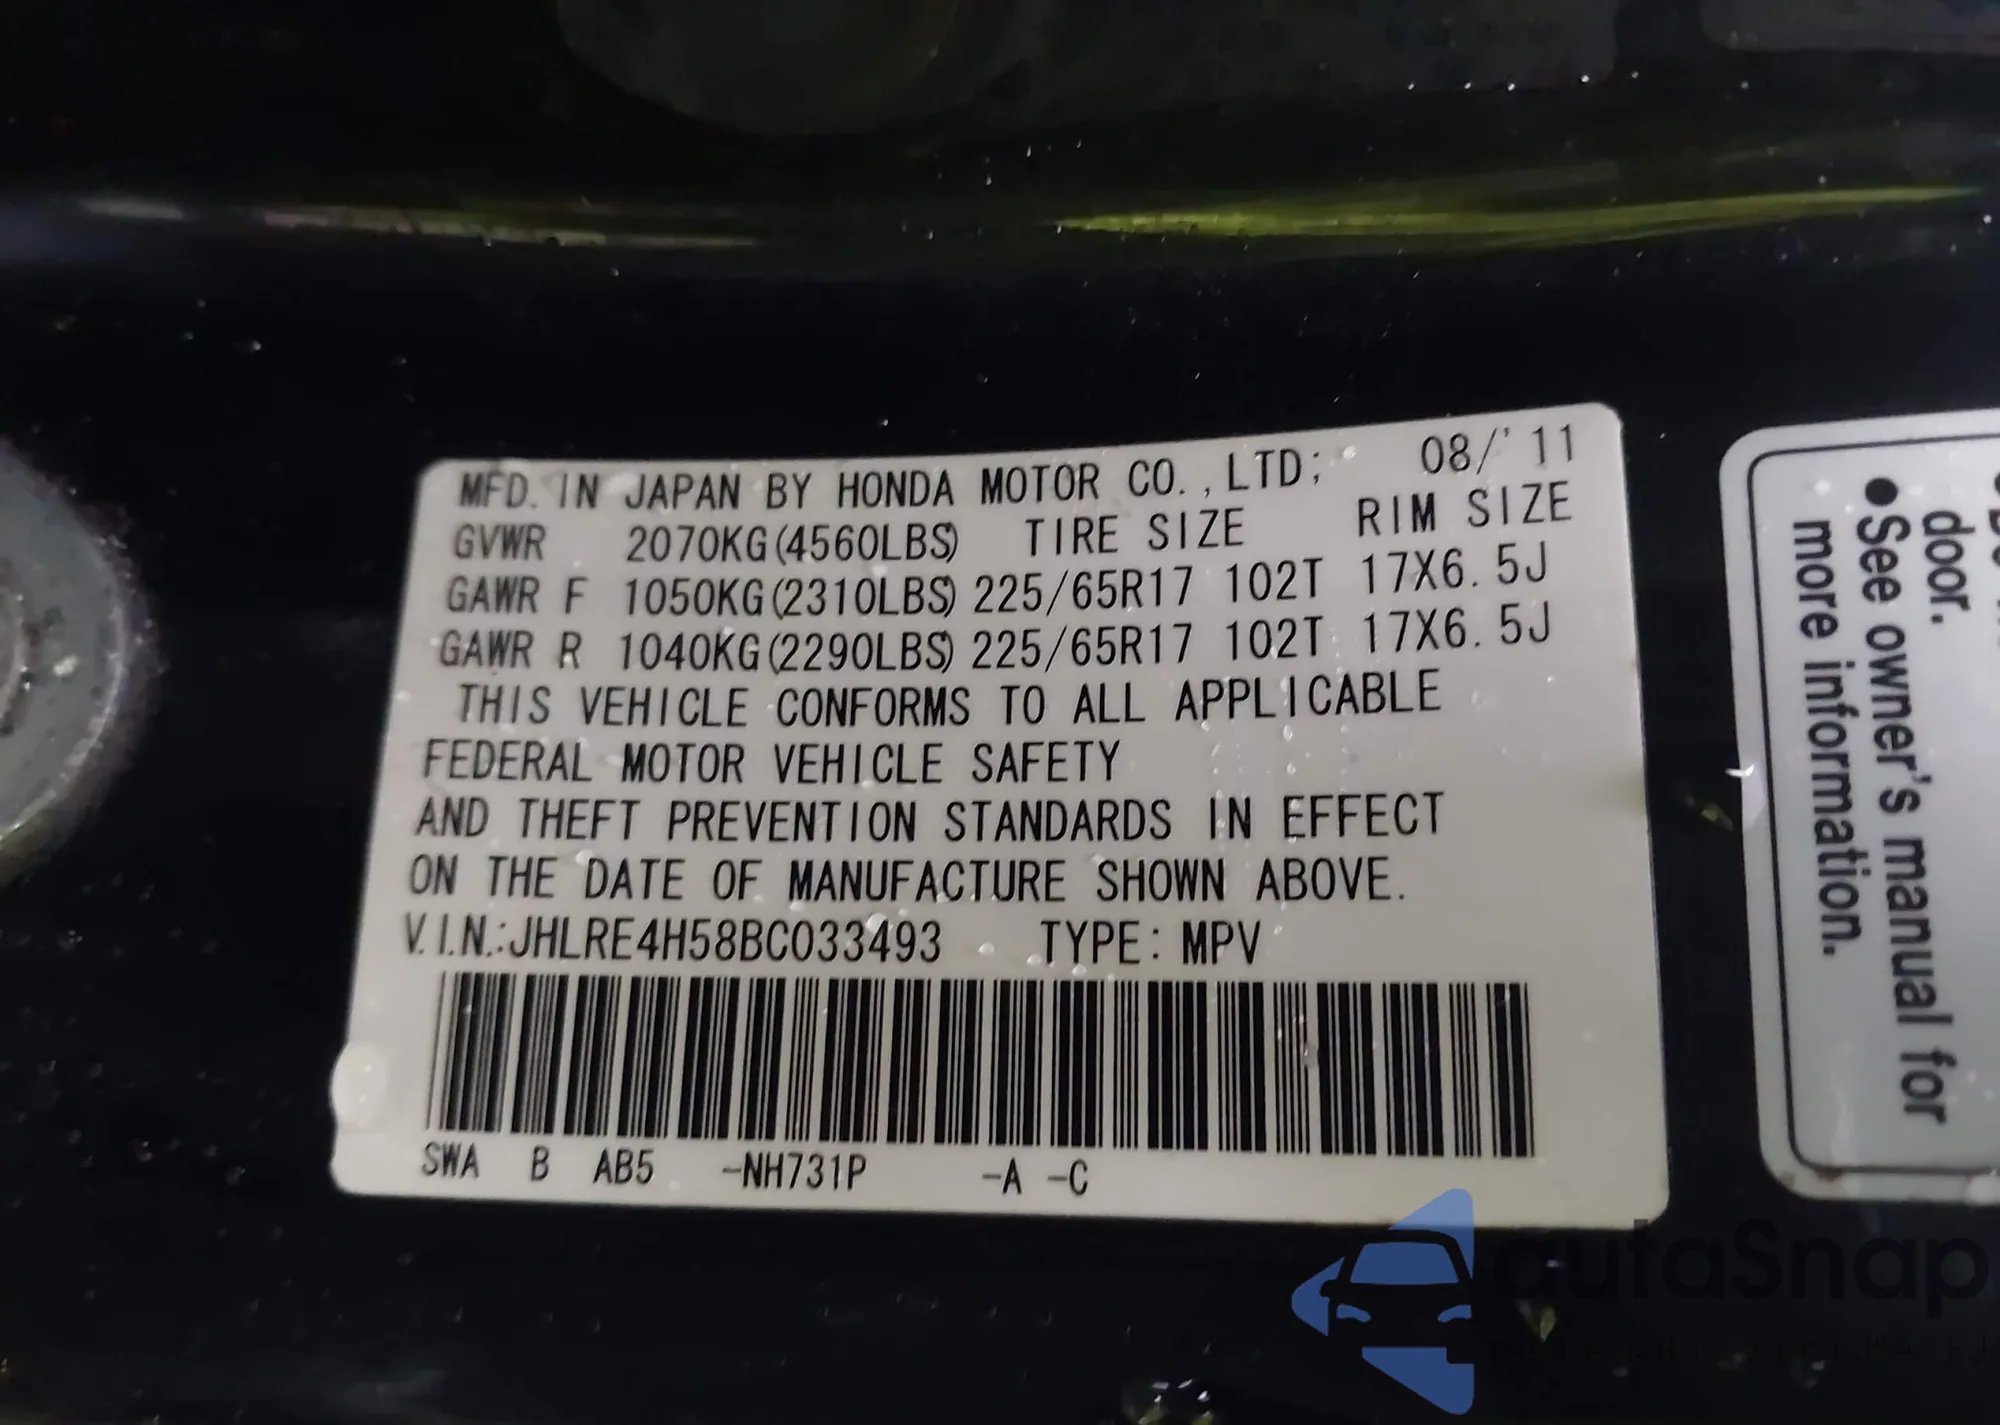 MFD. IN JAPAN BY HONDA MOTOR CO.,LTD; 08/'11
GVWR 2070KG(4560LBS) TIRE SIZE RIM SIZE
GAWR F 1050KG(2310LBS) 225/65R17 102T 17X6.5J
GAWR R 1040KG(2290LBS) 225/65R17 102T 17X6.5J
THIS VEHICLE CONFORMS TO ALL APPLICABLE
FEDERAL MOTOR VEHICLE SAFETY
AND THEFT PREVENTION STANDARDS IN EFFECT
ON THE DATE OF MANUFACTURE SHOWN ABOVE.
V.I.N.:JHLRE4H58BC033493 TYPE: MPV
SWA B AB5 -NH731P -A -C
door.
●See owner's manual for
more information.
autaSnap